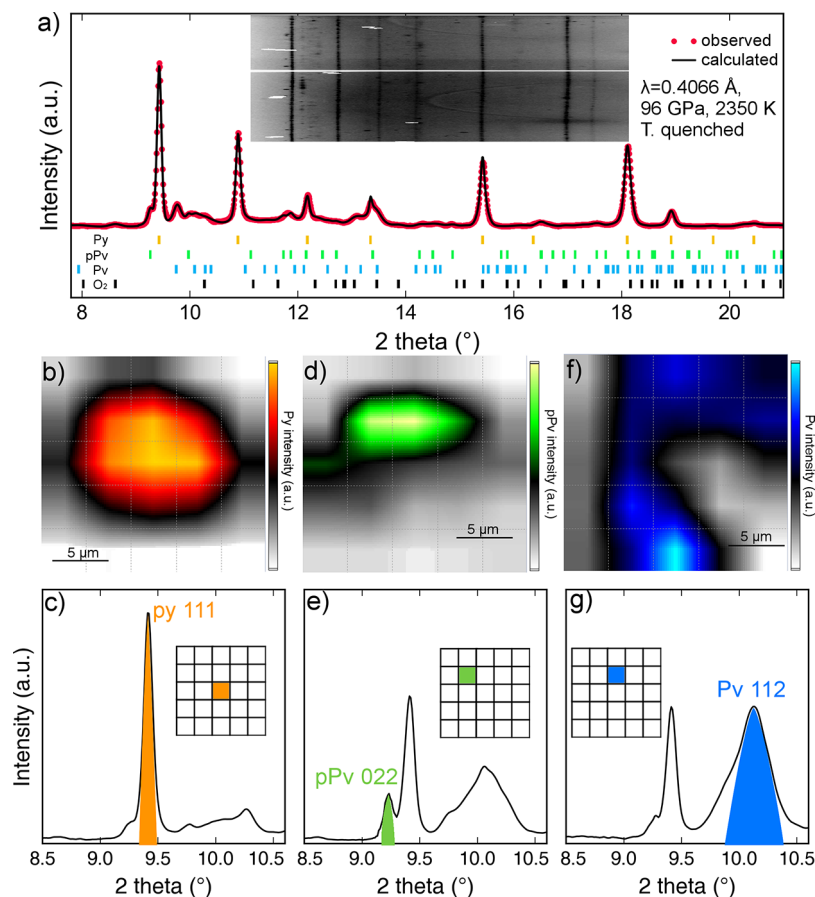 a)
Intensity (a.u.)
observed
calculated
λ=0.4066 Å,
96 GPa, 2350 K
T. quenched
Py
pPv
Pv
O₂
8 10 12 14 16 18 20
2 theta (°)
b)
5 µm
Py intensity (a.u.)
d)
5 µm
pPv intensity (a.u.)
f)
5 µm
Pv intensity (a.u.)
c)
py 111
Intensity (a.u.)
8.5 9.0 9.5 10.0 10.5
2 theta (°)
e)
pPv 022
8.5 9.0 9.5 10.0 10.5
2 theta (°)
g)
Pv 112
8.5 9.0 9.5 10.0 10.5
2 theta (°)